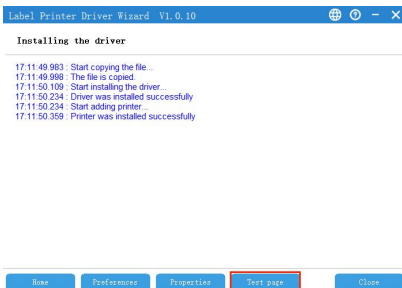 Label Printer Driver Wizard V1.0.10
Installing the driver
17:11:49.983 : Start copying the file...
17:11:49.998 : The file is copied.
17:11:50.109 : Start installing the driver...
17:11:50.234 : Driver was installed successfully
17:11:50.234 : Start adding printer...
17:11:50.359 : Printer was installed successfully
Home Preferences Properties Test page Close